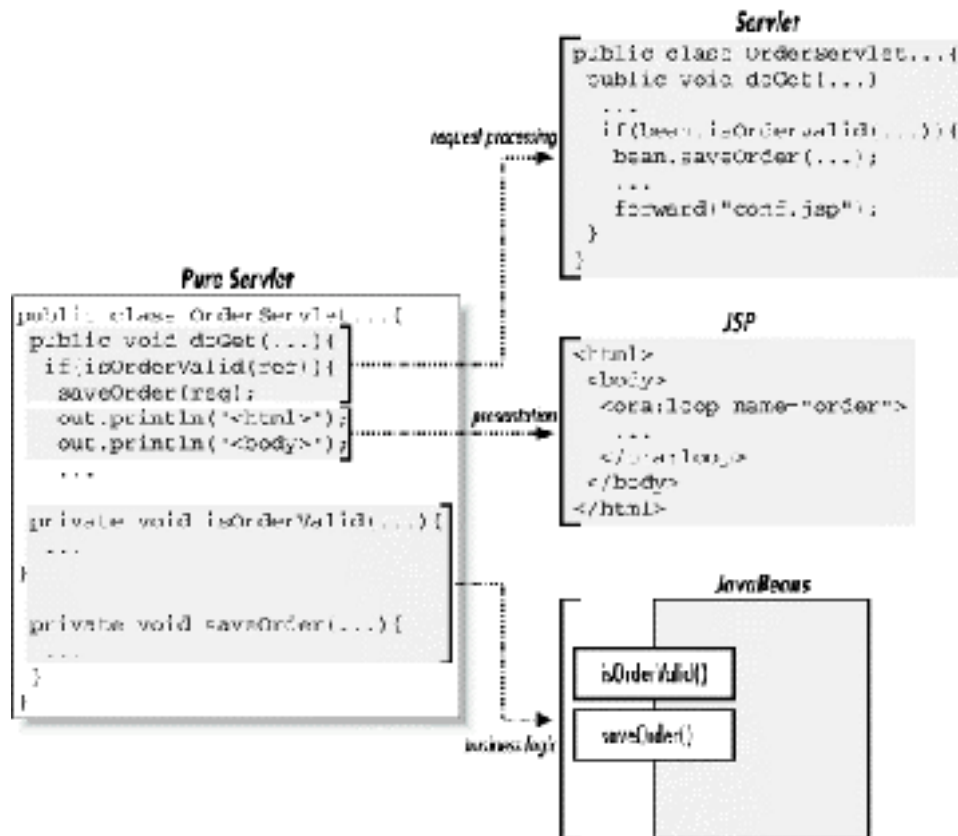 Servlet
public class OrderServlet...{
public void doGet(...)
...
if(bean.isOrderValid(...)){
bean.saveOrder(...);
...
forward("conf.jsp");
}
}
request processing
Pure Servlet
public class OrderServlet...{
public void doGet(...){
if(isOrderValid(req)){
saveOrder(req);
out.println("<html>");
out.println("<body>");
...
private void isOrderValid(...){
...
}
private void saveOrder(...){
...
}
}
presentation
JSP
<html>
<body>
<ora:loop name="order">
...
</ora:loop>
</body>
</html>
business logic
JavaBeans
isOrderValid()
saveOrder()